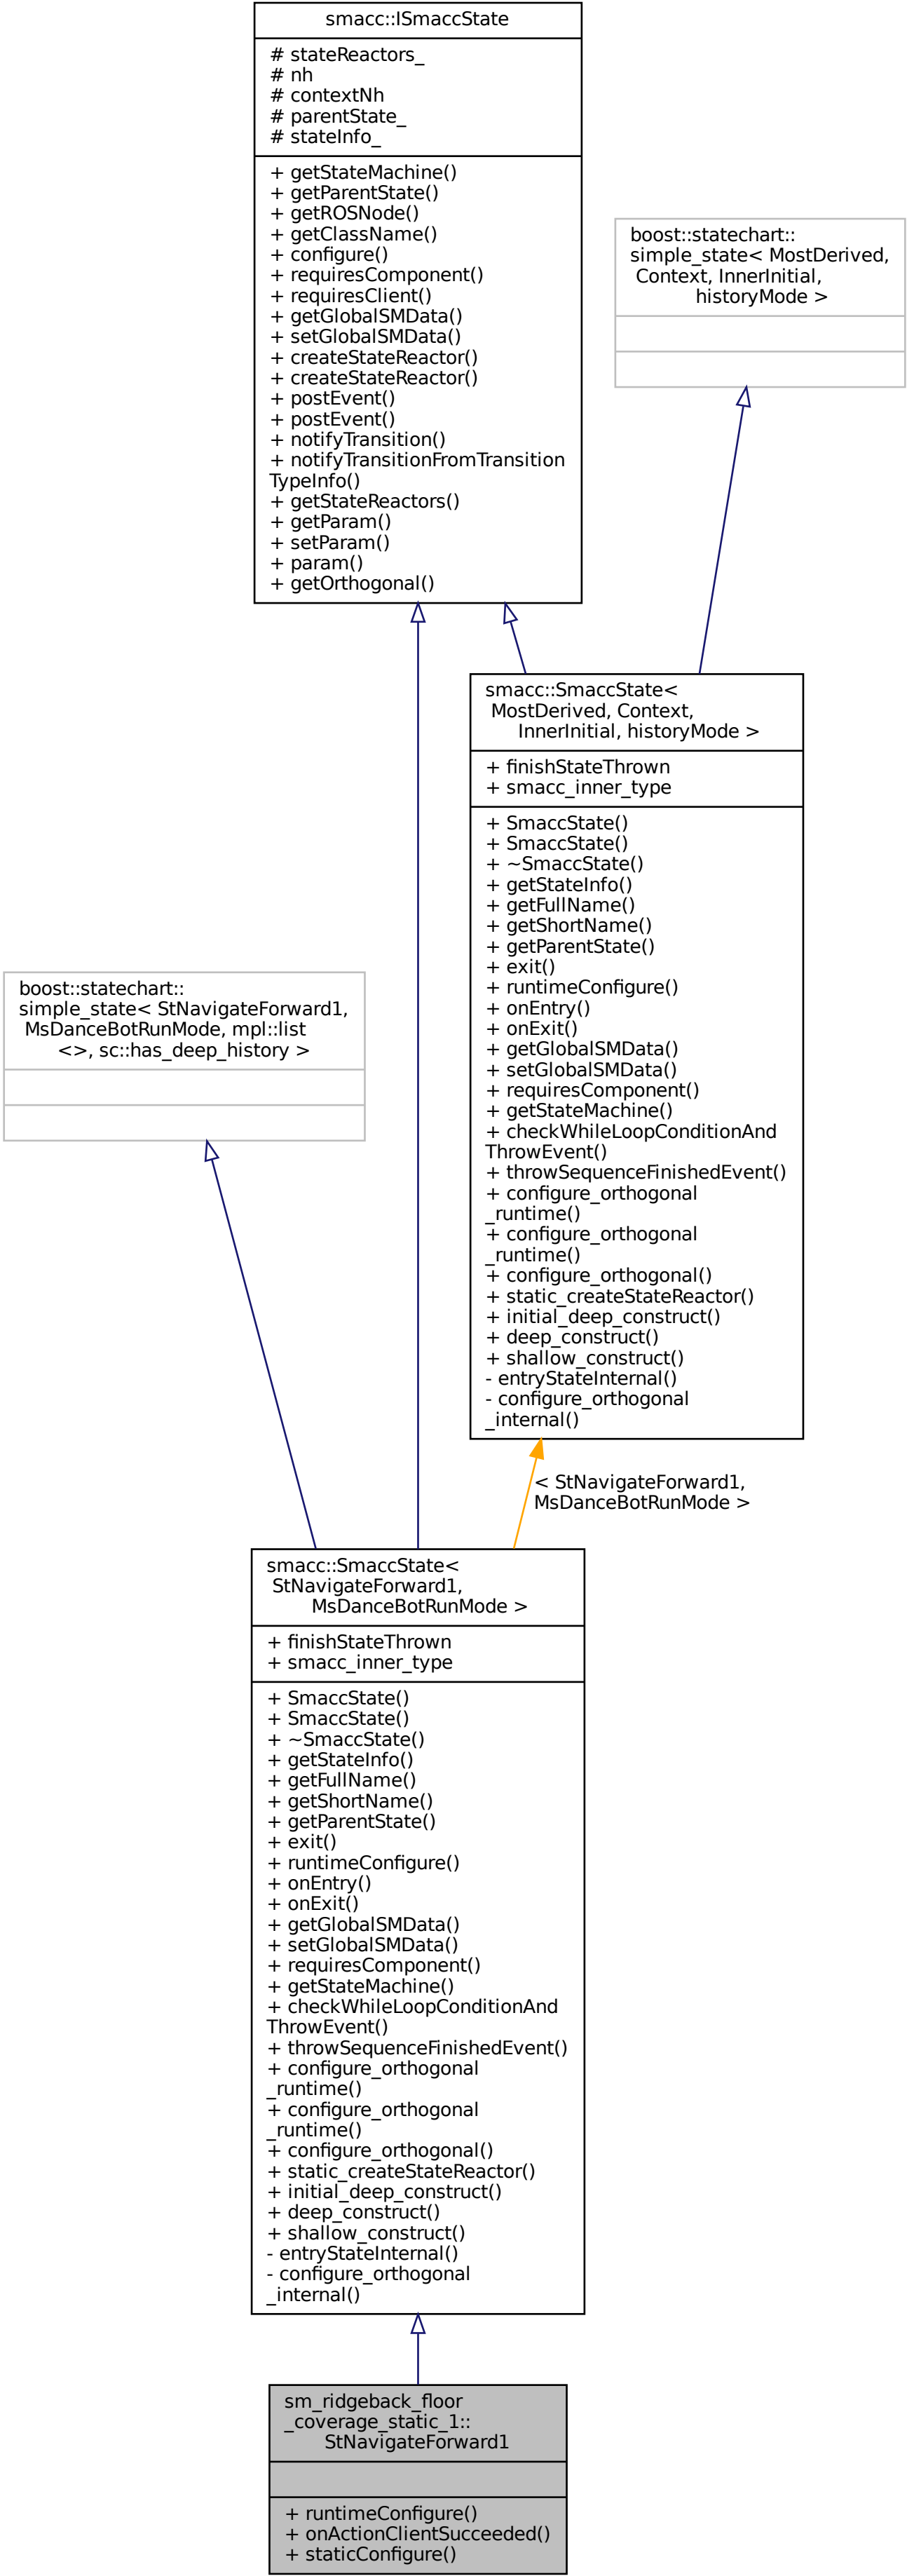 smacc::ISmaccState
# stateReactors_
# nh
# contextNh
# parentState_
# stateInfo_
+ getStateMachine()
+ getParentState()
+ getROSNode()
+ getClassName()
+ configure()
+ requiresComponent()
+ requiresClient()
+ getGlobalSMData()
+ setGlobalSMData()
+ createStateReactor()
+ createStateReactor()
+ postEvent()
+ postEvent()
+ notifyTransition()
+ notifyTransitionFromTransition
TypeInfo()
+ getStateReactors()
+ getParam()
+ setParam()
+ param()
+ getOrthogonal()
boost::statechart::
simple_state< MostDerived,
Context, InnerInitial,
historyMode >
smacc::SmaccState<
MostDerived, Context,
InnerInitial, historyMode >
+ finishStateThrown
+ smacc_inner_type
+ SmaccState()
+ SmaccState()
+ ~SmaccState()
+ getStateInfo()
+ getFullName()
+ getShortName()
+ getParentState()
+ exit()
+ runtimeConfigure()
+ onEntry()
+ onExit()
+ getGlobalSMData()
+ setGlobalSMData()
+ requiresComponent()
+ getStateMachine()
+ checkWhileLoopConditionAnd
ThrowEvent()
+ throwSequenceFinishedEvent()
+ configure_orthogonal
_runtime()
+ configure_orthogonal
_runtime()
+ configure_orthogonal()
+ static_createStateReactor()
+ initial_deep_construct()
+ deep_construct()
+ shallow_construct()
- entryStateInternal()
- configure_orthogonal
_internal()
boost::statechart::
simple_state< StNavigateForward1,
MsDanceBotRunMode, mpl::list
<>, sc::has_deep_history >
< StNavigateForward1,
MsDanceBotRunMode >
smacc::SmaccState<
StNavigateForward1,
MsDanceBotRunMode >
+ finishStateThrown
+ smacc_inner_type
+ SmaccState()
+ SmaccState()
+ ~SmaccState()
+ getStateInfo()
+ getFullName()
+ getShortName()
+ getParentState()
+ exit()
+ runtimeConfigure()
+ onEntry()
+ onExit()
+ getGlobalSMData()
+ setGlobalSMData()
+ requiresComponent()
+ getStateMachine()
+ checkWhileLoopConditionAnd
ThrowEvent()
+ throwSequenceFinishedEvent()
+ configure_orthogonal
_runtime()
+ configure_orthogonal
_runtime()
+ configure_orthogonal()
+ static_createStateReactor()
+ initial_deep_construct()
+ deep_construct()
+ shallow_construct()
- entryStateInternal()
- configure_orthogonal
_internal()
sm_ridgeback_floor
_coverage_static_1::
StNavigateForward1
+ runtimeConfigure()
+ onActionClientSucceeded()
+ staticConfigure()